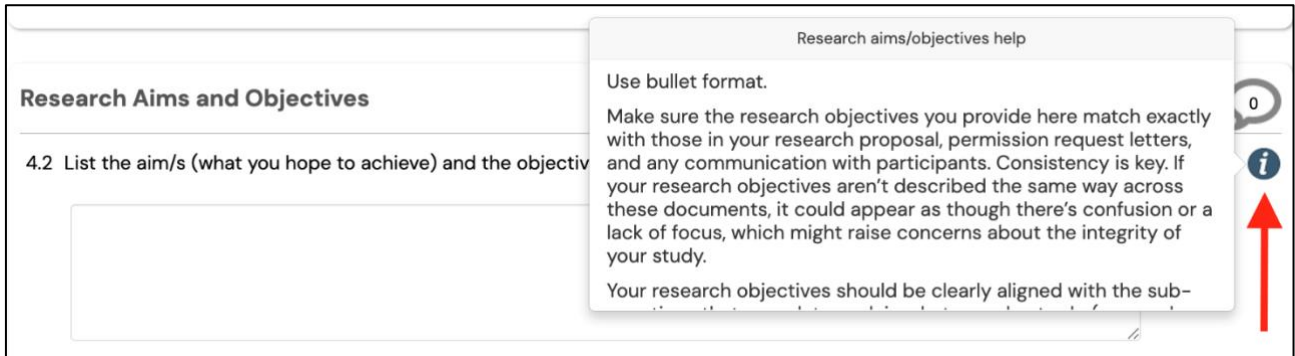 Research aims/objectives help
Use bullet format.
Research Aims and Objectives
0
Make sure the research objectives you provide here match exactly
with those in your research proposal, permission request letters,
4.2 List the aim/s (what you hope to achieve) and the objectiv
and any communication with participants. Consistency is key. If
i
your research objectives aren't described the same way across
these documents, it could appear as though there's confusion or a
lack of focus, which might raise concerns about the integrity of
your study.
Your research objectives should be clearly aligned with the sub-